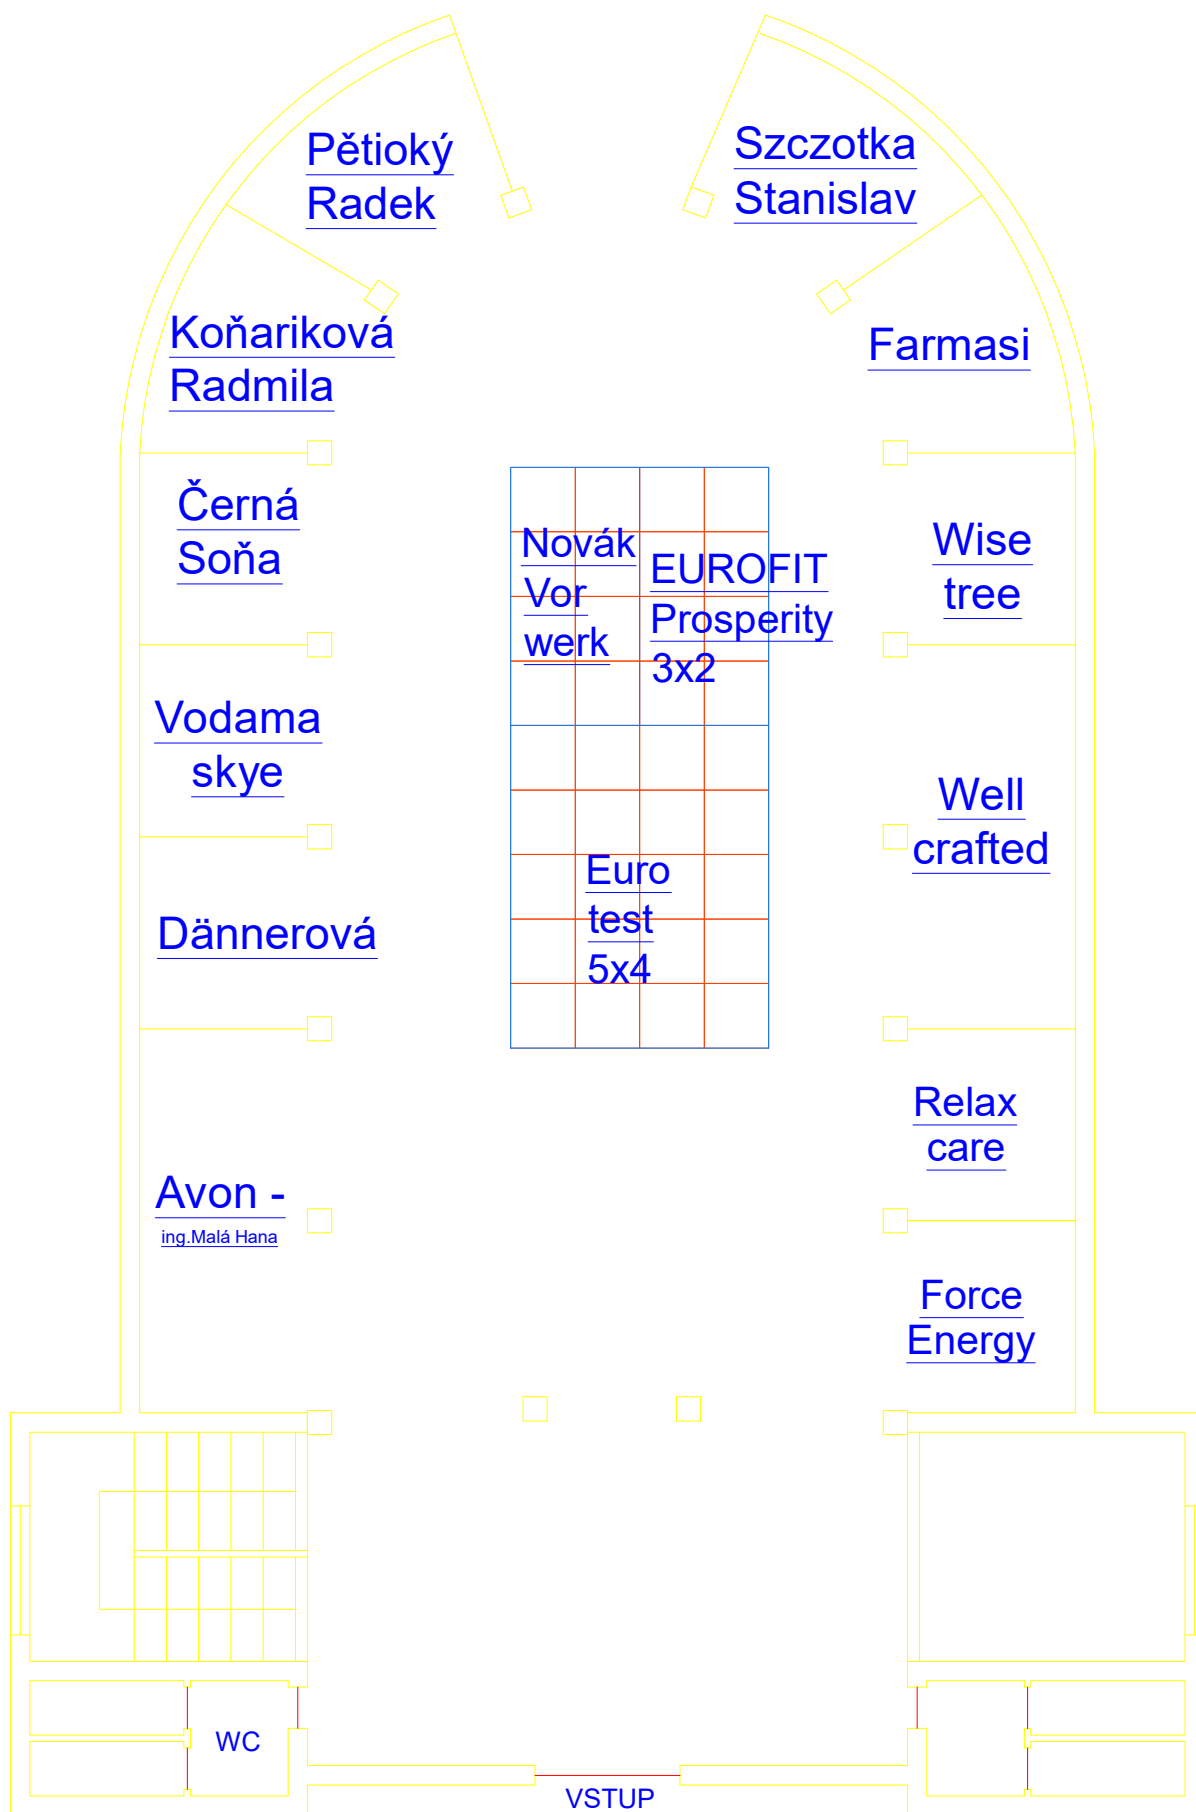 Pětioký
Radek
Szczotka
Stanislav
Koňariková
Radmila
Farmasi
Černá
Soňa
Novák
Vor
werk
EUROFIT
Prosperity
3x2
Wise
tree
Vodama
skye
Well
crafted
Euro
test
5x4
Dännerová
Relax
care
Avon -
ing.Malá Hana
Force
Energy
WC
VSTUP